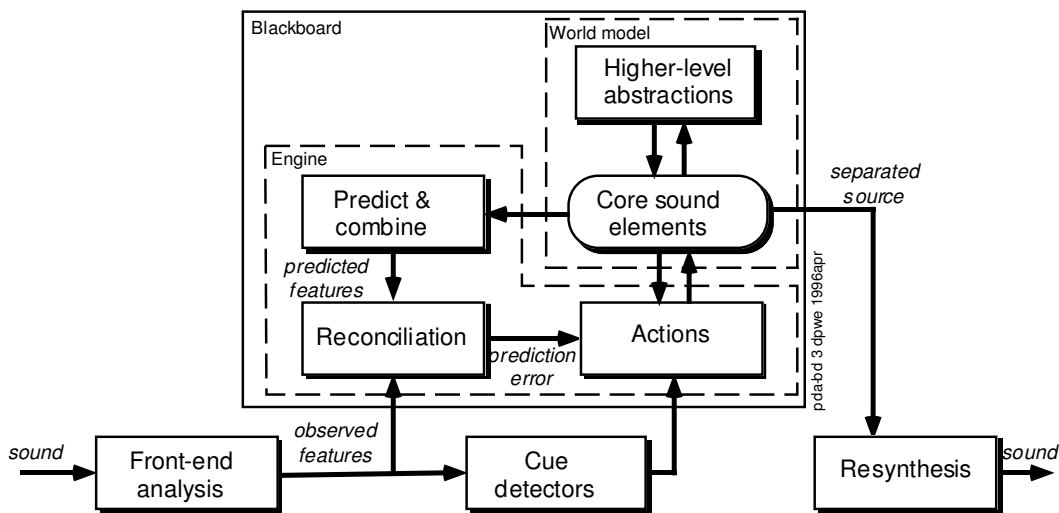 Blackboard
World model
Higher-level
abstractions
Engine
Predict &
combine
Core sound
elements
separated
source
predicted
features
Reconciliation
prediction
error
Actions
pda-bd 3 dpwe 1996apr
sound
Front-end
analysis
observed
features
Cue
detectors
Resynthesis
sound